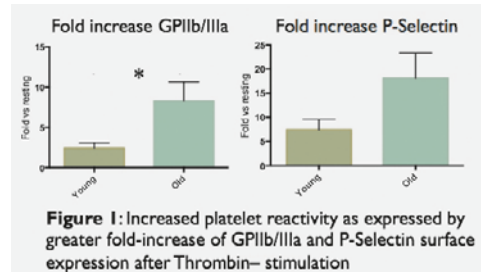 Fold increase GPIIb/IIIa
Fold vs resting
15
10
5
0
*
Young
Old
Fold increase P-Selectin
Fold vs resting
25
20
15
10
5
0
Young
Old
Figure 1: Increased platelet reactivity as expressed by
greater fold-increase of GPIIb/IIIa and P-Selectin surface
expression after Thrombin– stimulation